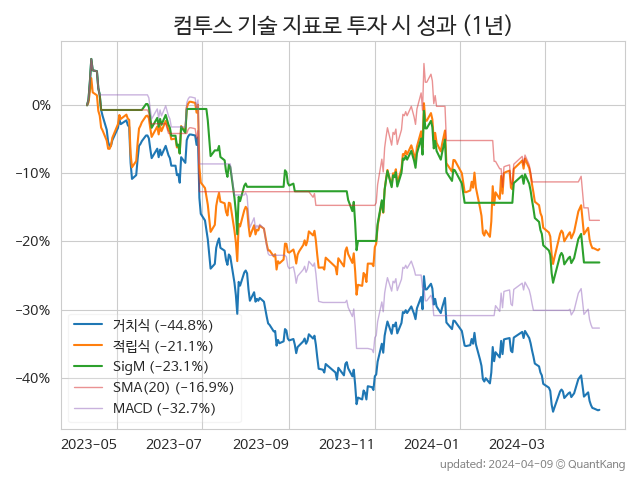 컴투스 기술 지표로 투자 시 성과 (1년)
0%
−10%
−20%
−30%
−40%
거치식 (−44.8%)
적립식 (−21.1%)
SigM (−23.1%)
SMA(20) (−16.9%)
MACD (−32.7%)
2023-05
2023-07
2023-09
2023-11
2024-01
2024-03
updated: 2024-04-09 © QuantKang